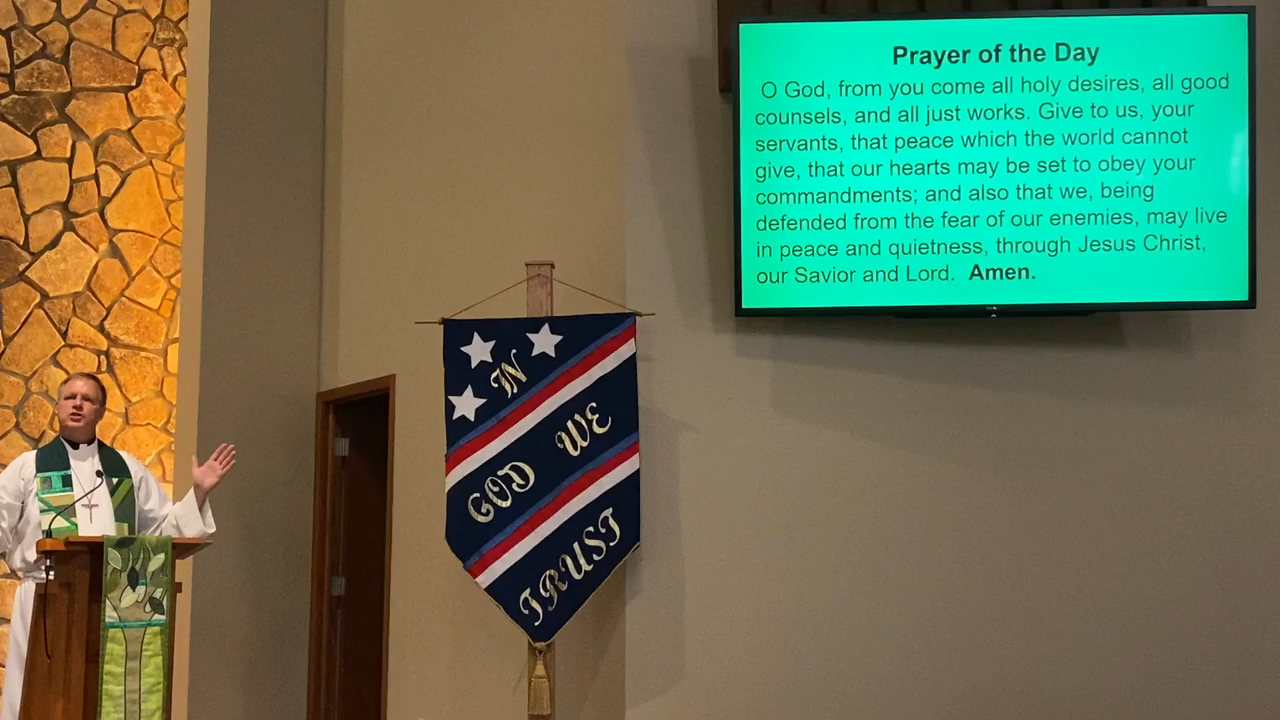 Prayer of the Day
O God, from you come all holy desires, all good
counsels, and all just works. Give to us, your
servants, that peace which the world cannot
give, that our hearts may be set to obey your
commandments; and also that we, being
defended from the fear of our enemies, may live
in peace and quietness, through Jesus Christ,
our Savior and Lord. Amen.
IN
GOD WE
TRUST